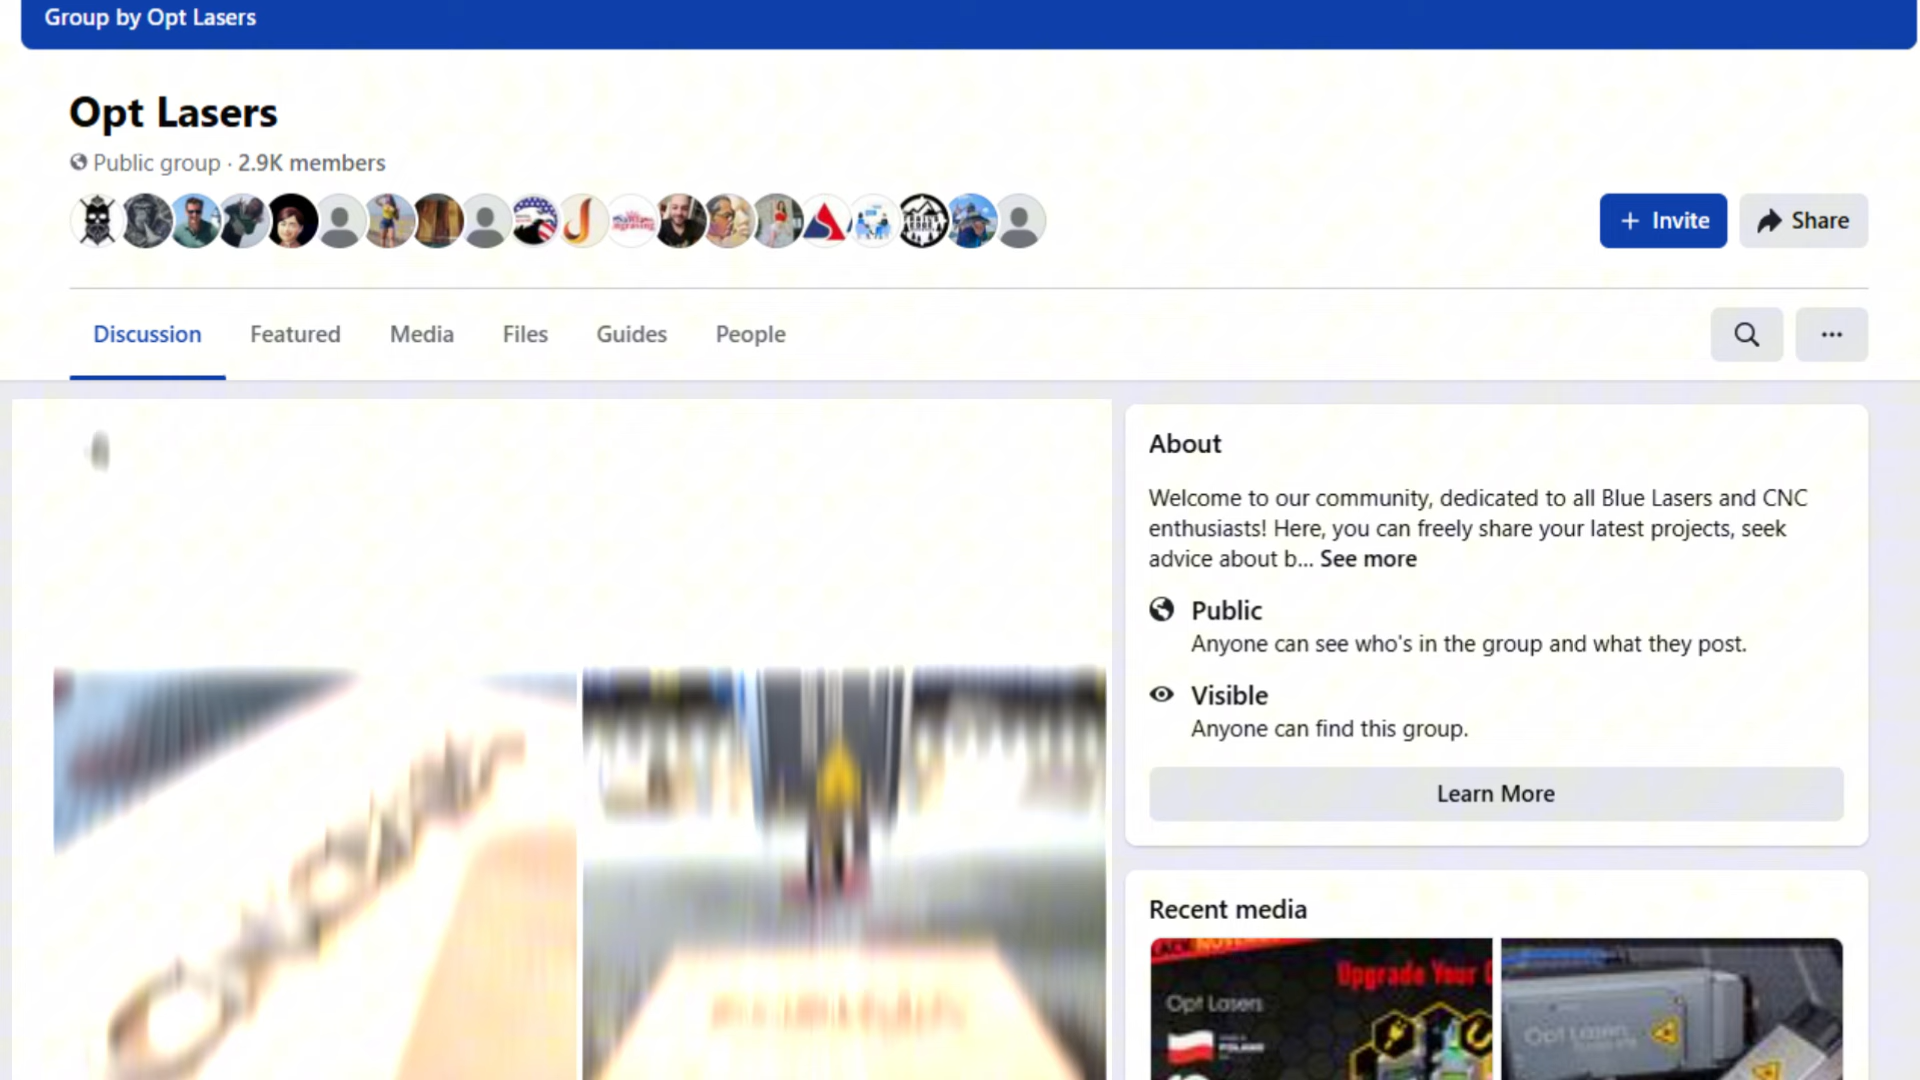 Group by Opt Lasers
Opt Lasers
Public group · 2.9K members
+ Invite
Share
Discussion
Featured
Media
Files
Guides
People
About
Welcome to our community, dedicated to all Blue Lasers and CNC
enthusiasts! Here, you can freely share your latest projects, seek
advice about b... See more
Public
Anyone can see who's in the group and what they post.
Visible
Anyone can find this group.
Learn More
Recent media
Upgrade Your
Opt Lasers
POLAND
Opt Lasers